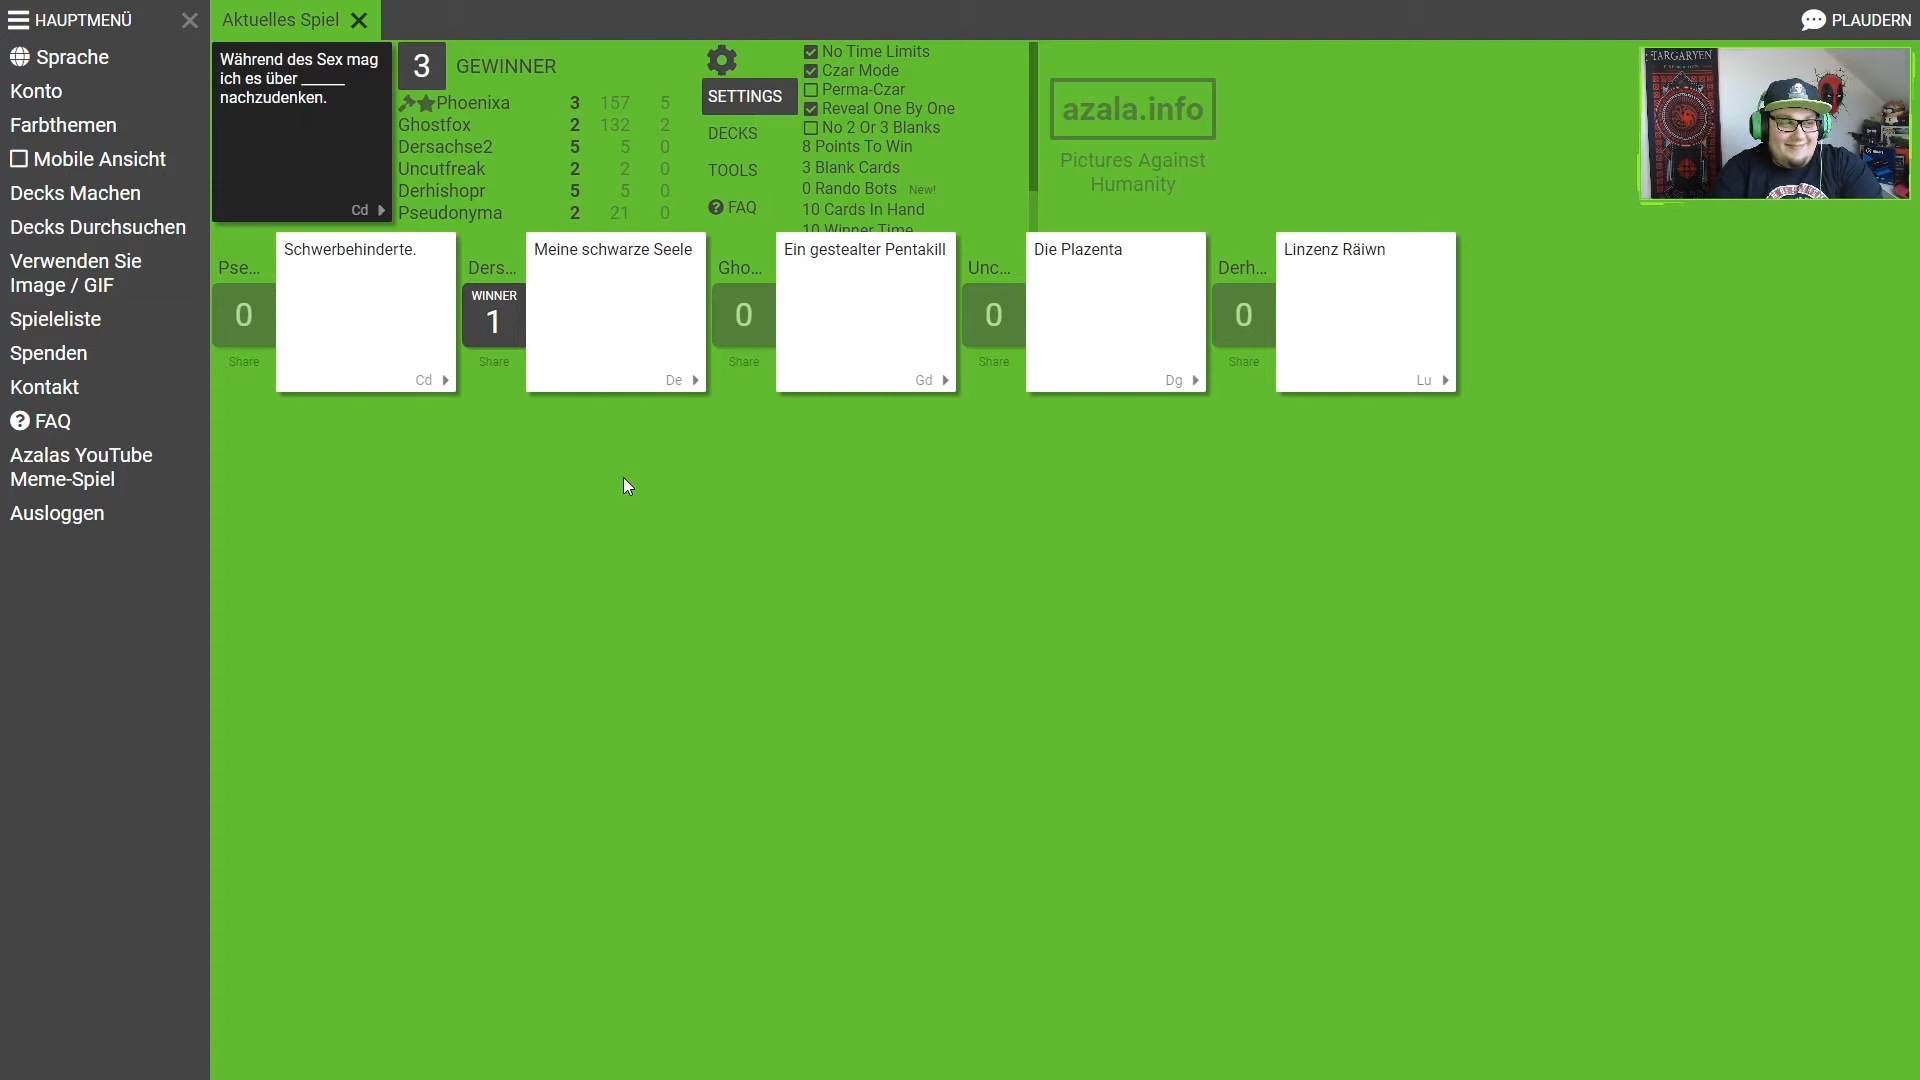 HAUPTMENÜ
Aktuelles Spiel
PLAUDERN
Sprache
Konto
Farbthemen
Mobile Ansicht
Decks Machen
Decks Durchsuchen
Verwenden Sie
Image / GIF
Spieleliste
Spenden
Kontakt
FAQ
Azalas YouTube
Meme-Spiel
Ausloggen
Während des Sex mag
ich es über _____
nachzudenken.
Cd
3 GEWINNER
Phoenixa 3 157 5
Ghostfox 2 132 2
Dersachse2 5 5 0
Uncutfreak 2 2 0
Derhishopr 5 5 0
Pseudonyma 2 21 0
SETTINGS
DECKS
TOOLS
FAQ
No Time Limits
Czar Mode
Perma-Czar
Reveal One By One
No 2 Or 3 Blanks
8 Points To Win
3 Blank Cards
0 Rando Bots New!
10 Cards In Hand
10 Winner Time
azala.info
Pictures Against
Humanity
TARGARYEN
Pse...
0
Share
Schwerbehinderte.
Cd
Ders...
WINNER
1
Share
Meine schwarze Seele
De
Gho...
0
Share
Ein gestealter Pentakill
Gd
Unc...
0
Share
Die Plazenta
Dg
Derh...
0
Share
Linzenz Räiwn
Lu